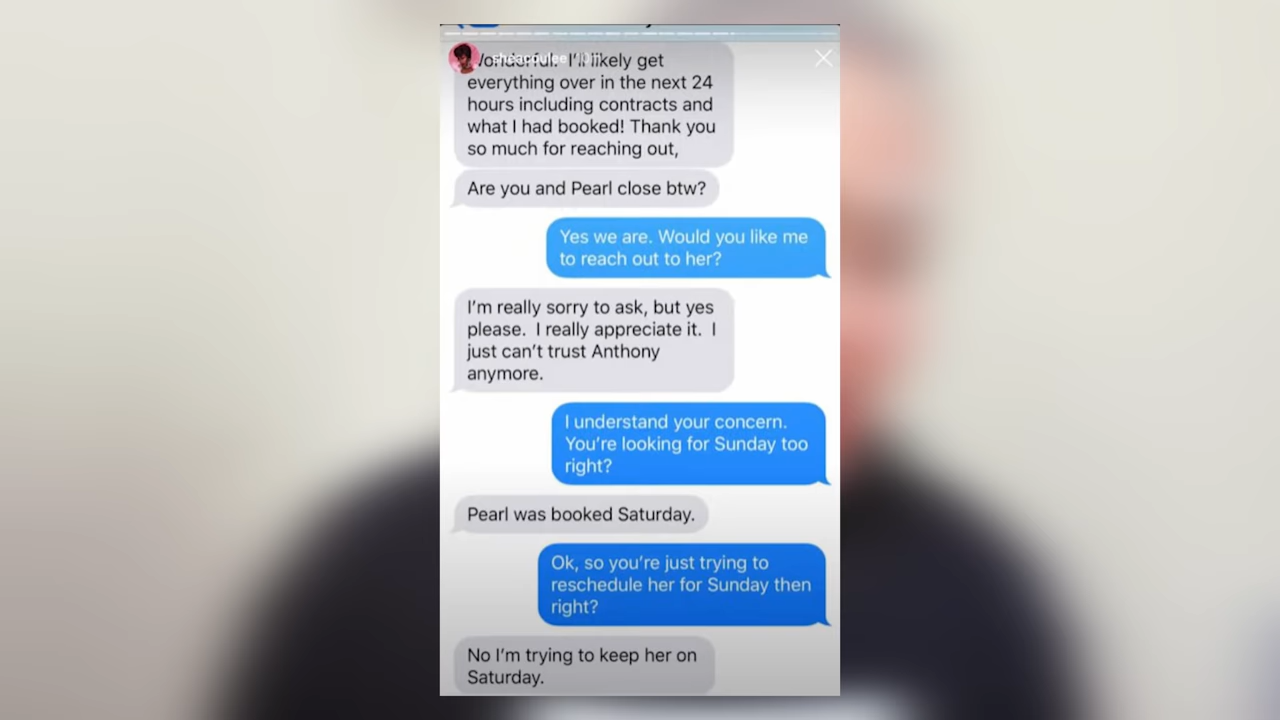 Wonderful. I'll likely get
everything over in the next 24
hours including contracts and
what I had booked! Thank you
so much for reaching out,
Are you and Pearl close btw?
Yes we are. Would you like me
to reach out to her?
I'm really sorry to ask, but yes
please.  I really appreciate it.  I
just can't trust Anthony
anymore.
I understand your concern.
You're looking for Sunday too
right?
Pearl was booked Saturday.
Ok, so you're just trying to
reschedule her for Sunday then
right?
No I'm trying to keep her on
Saturday.